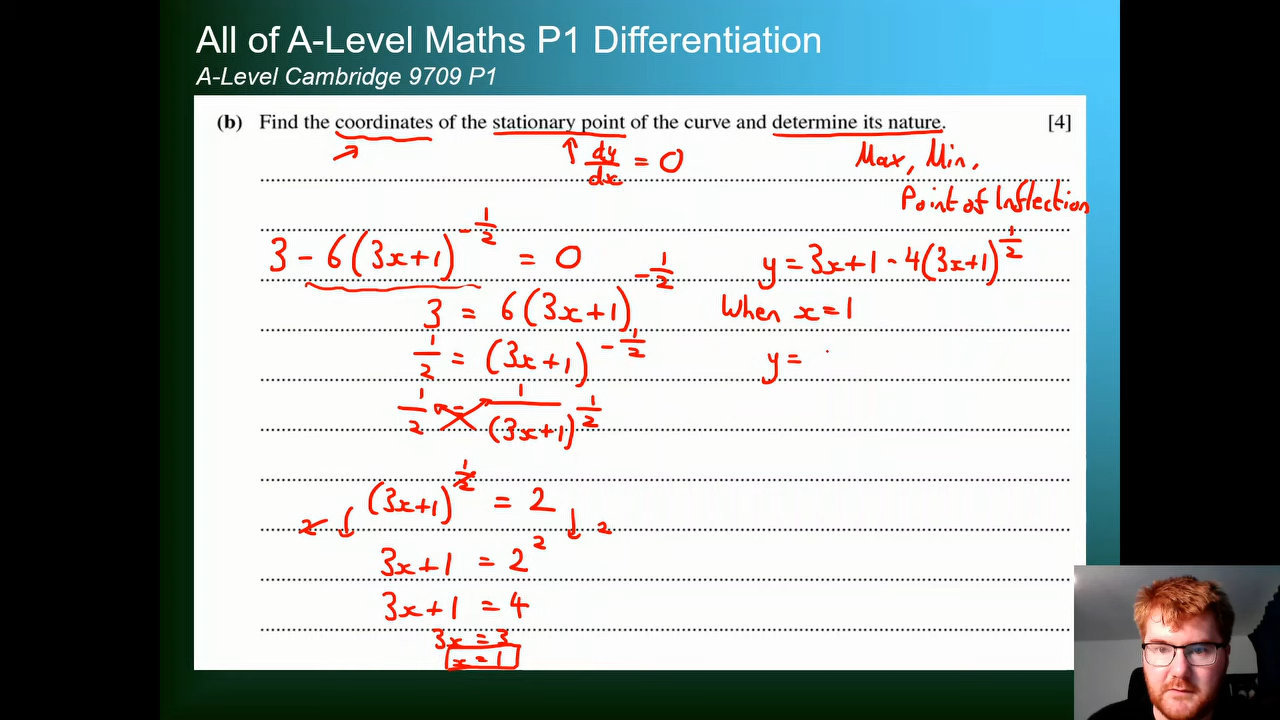 All of A-Level Maths P1 Differentiation
A-Level Cambridge 9709 P1
(b) Find the coordinates of the stationary point of the curve and determine its nature. [4]
dy/dx = 0
Max, Min,
Point of Inflection
3 - 6(3x+1)^-1/2 = 0
3 = 6(3x+1)^-1/2
1/2 = (3x+1)^-1/2
1/2 = 1/(3x+1)^1/2
(3x+1)^1/2 = 2
2 2
3x+1 = 2^2
3x+1 = 4
3x = 3
x = 1
y = 3x+1 - 4(3x+1)^1/2
When x = 1
y =